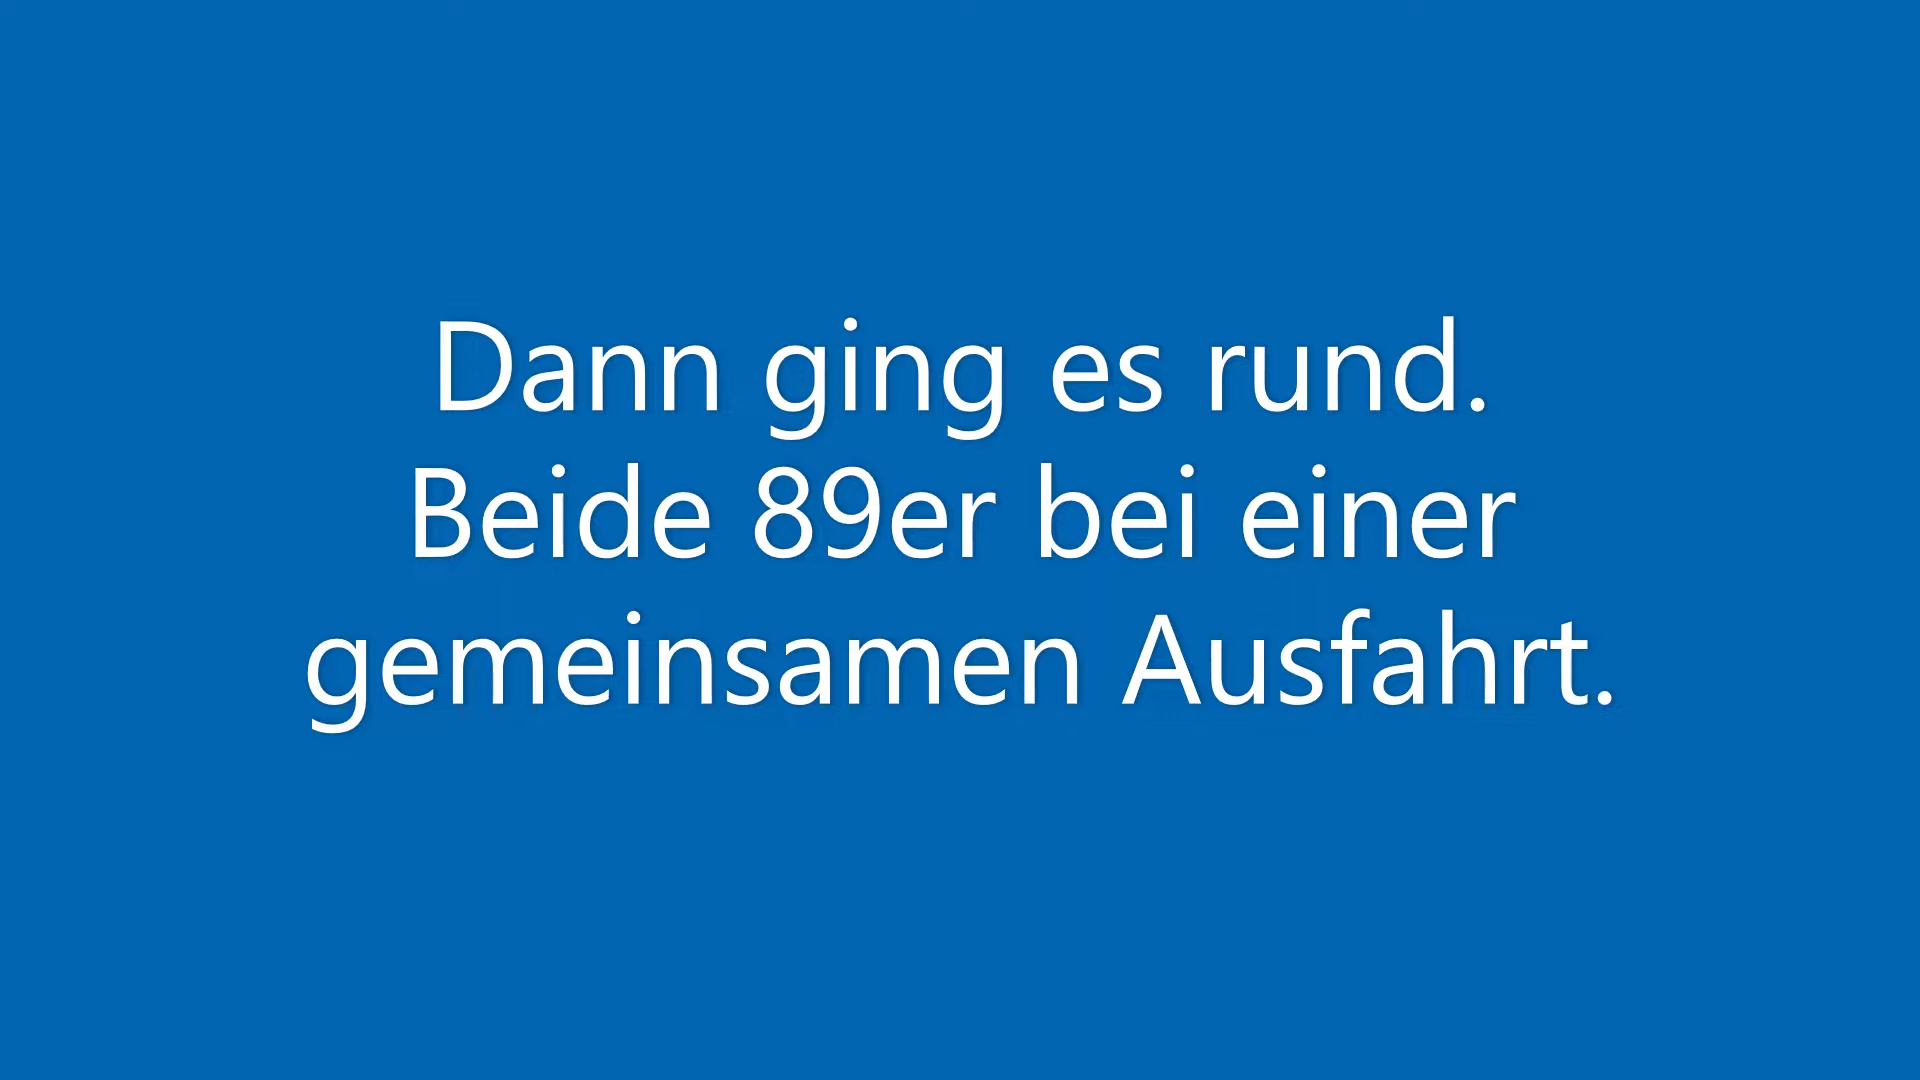 Dann ging es rund.
Beide 89er bei einer
gemeinsamen Ausfahrt.